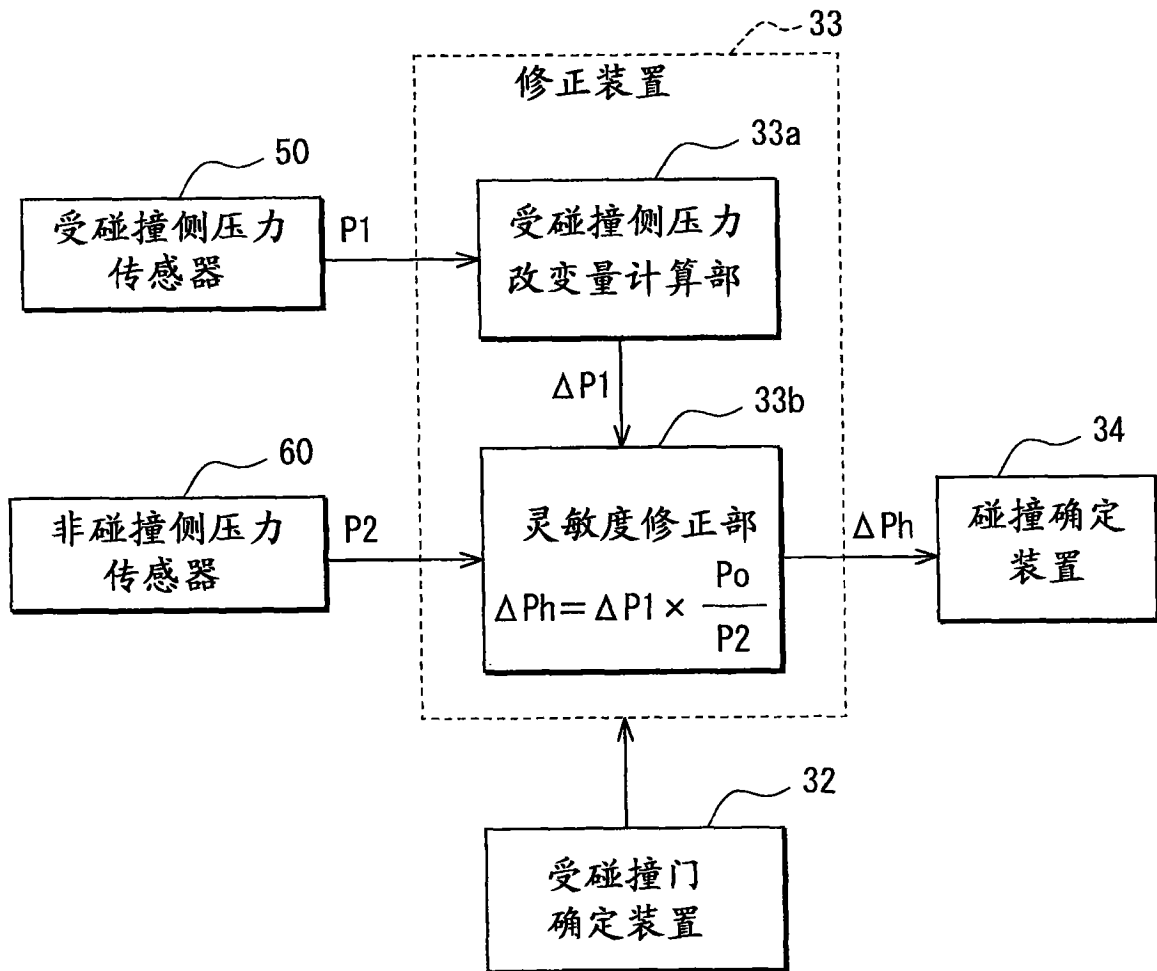 33
修正装置
50
33a
受碰撞侧压力
传感器
P1
受碰撞侧压力
改变量计算部
ΔP1
33b
60
34
非碰撞侧压力
传感器
P2
灵敏度修正部
ΔPh=ΔP1×Po/P2
ΔPh
碰撞确定
装置
32
受碰撞门
确定装置